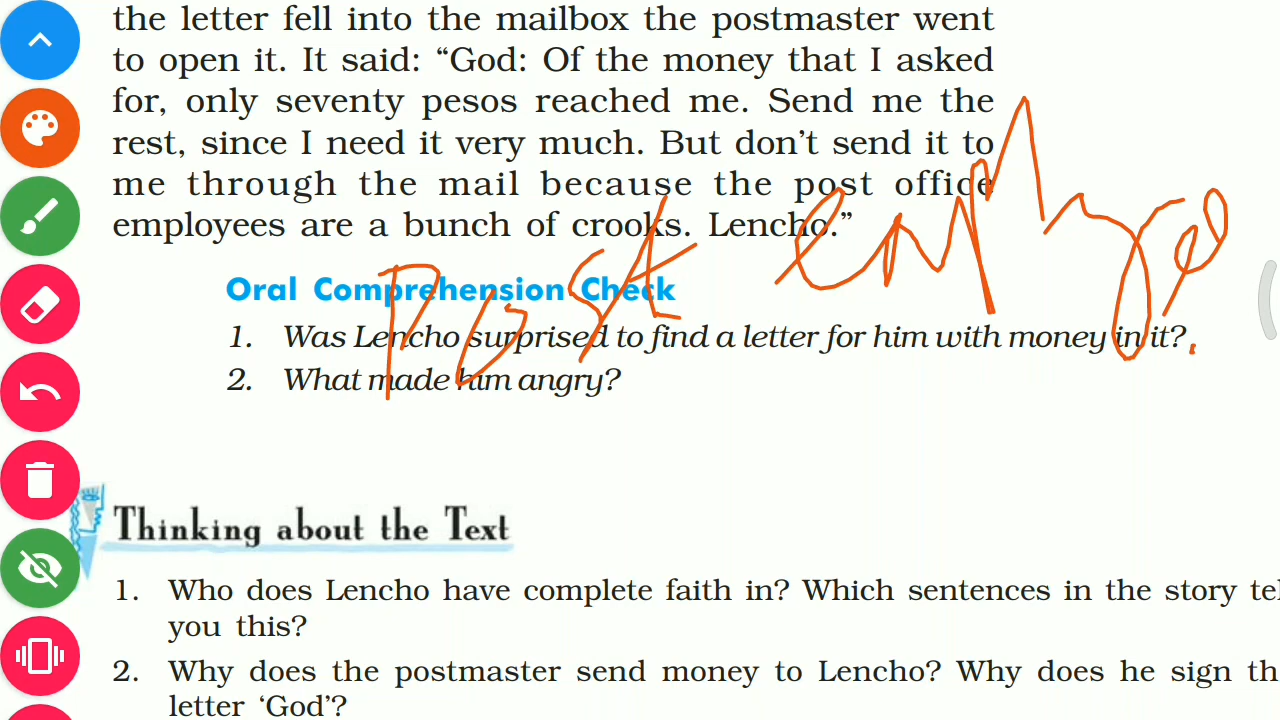 the letter fell into the mailbox the postmaster went
to open it. It said: “God: Of the money that I asked
for, only seventy pesos reached me. Send me the
rest, since I need it very much. But don’t send it to
me through the mail because the post office
employees are a bunch of crooks. Lencho.”
Oral Comprehension Check
1. Was Lencho surprised to find a letter for him with money in it?
2. What made him angry?
Post
Thinking about the Text
1. Who does Lencho have complete faith in? Which sentences in the story tel
you this?
2. Why does the postmaster send money to Lencho? Why does he sign th
letter ‘God’?